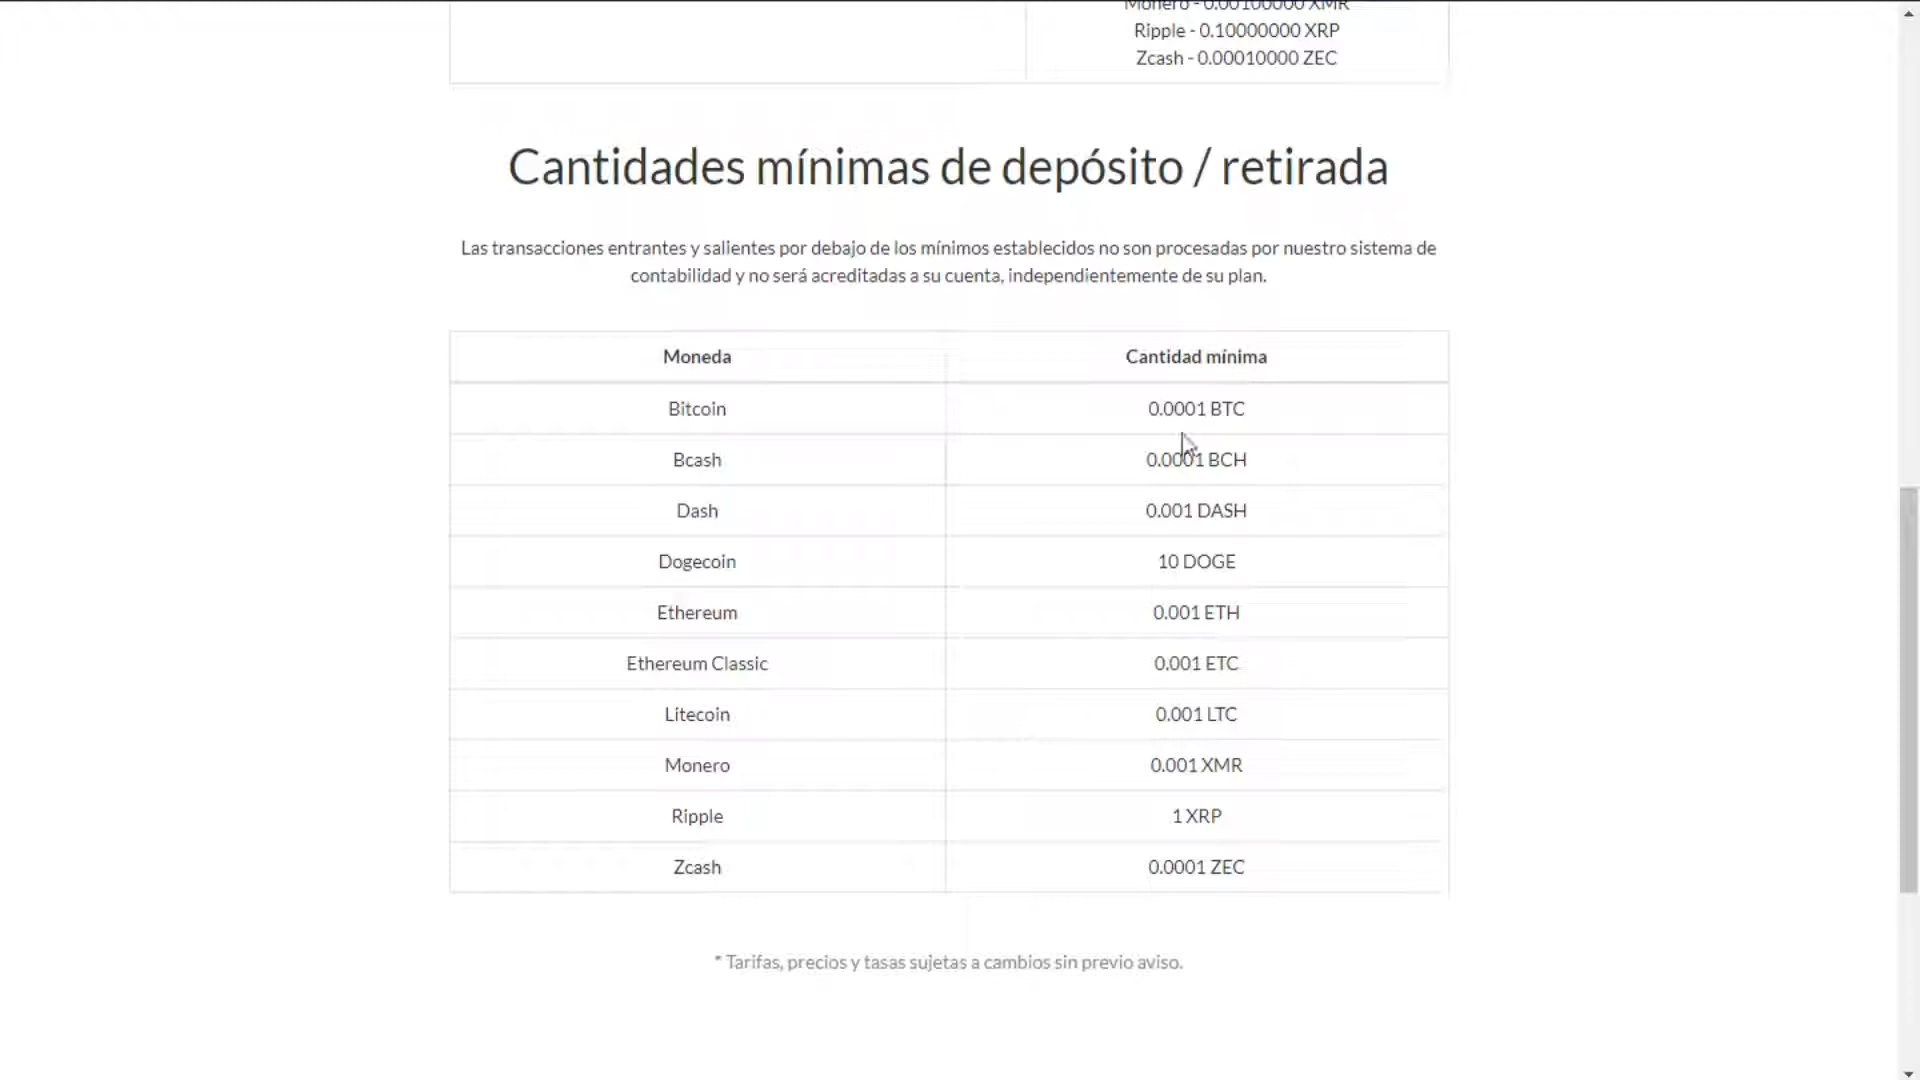 Monero - 0.00100000 XMR
Ripple - 0.10000000 XRP
Zcash - 0.00010000 ZEC
Cantidades mínimas de depósito / retirada
Las transacciones entrantes y salientes por debajo de los mínimos establecidos no son procesadas por nuestro sistema de
contabilidad y no será acreditadas a su cuenta, independientemente de su plan.
Moneda Cantidad mínima
Bitcoin 0.0001 BTC
Bcash 0.0001 BCH
Dash 0.001 DASH
Dogecoin 10 DOGE
Ethereum 0.001 ETH
Ethereum Classic 0.001 ETC
Litecoin 0.001 LTC
Monero 0.001 XMR
Ripple 1 XRP
Zcash 0.0001 ZEC
* Tarifas, precios y tasas sujetas a cambios sin previo aviso.